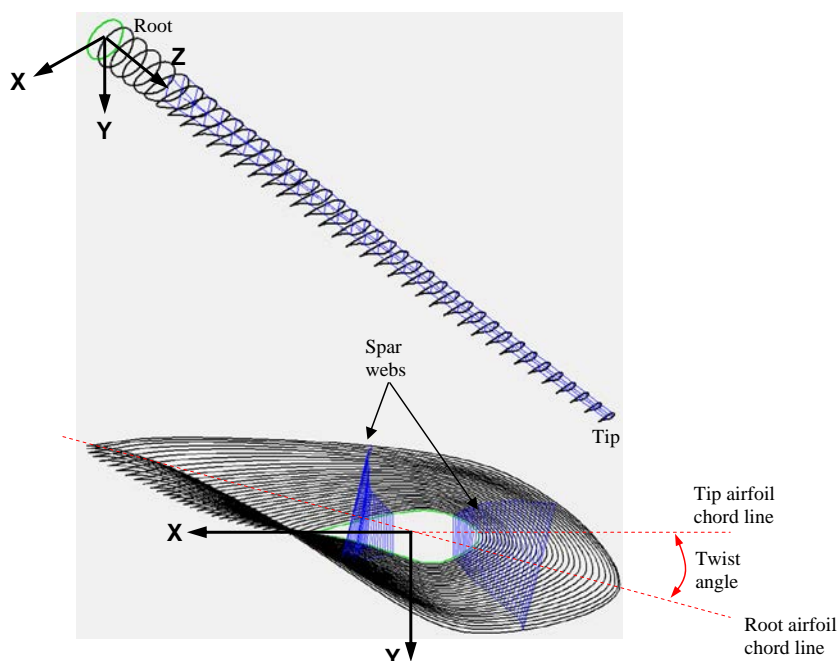 Root
X
Z
Y
Spar
webs
Tip
Tip airfoil
chord line
X
Twist
angle
Root airfoil
chord line
Y